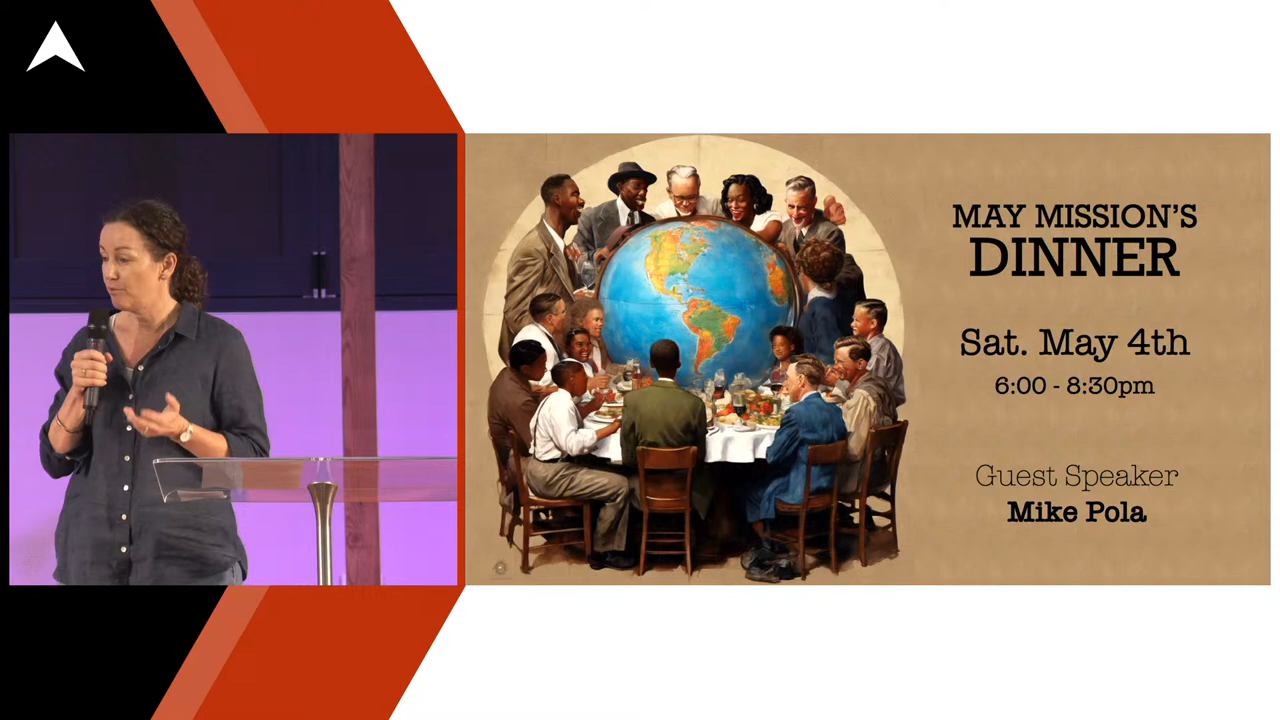 MAY MISSION'S
DINNER
Sat. May 4th
6:00 - 8:30pm
Guest Speaker
Mike Pola